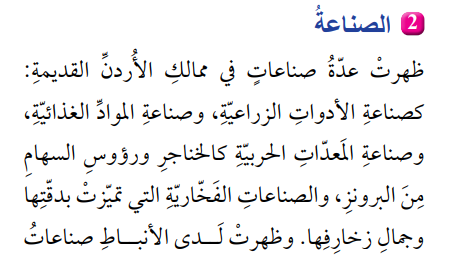 2 الصناعةُ
ظهرتْ عدّةُ صناعاتٍ في ممالكِ الأُردنِّ القديمةِ:
كصناعةِ الأدواتِ الزراعيّةِ، وصناعةِ الموادِّ الغذائيّةِ،
وصناعةِ المَعدّاتِ الحربيّةِ كالخناجرِ ورؤوسِ السهامِ
مِنَ البرونزِ، والصناعاتِ الفَخّاريّةِ التي تميّزتْ بدقّتِها
وجمالِ زخارفِها. وظهرتْ لَـدى الأنبـاطِ صناعاتُ